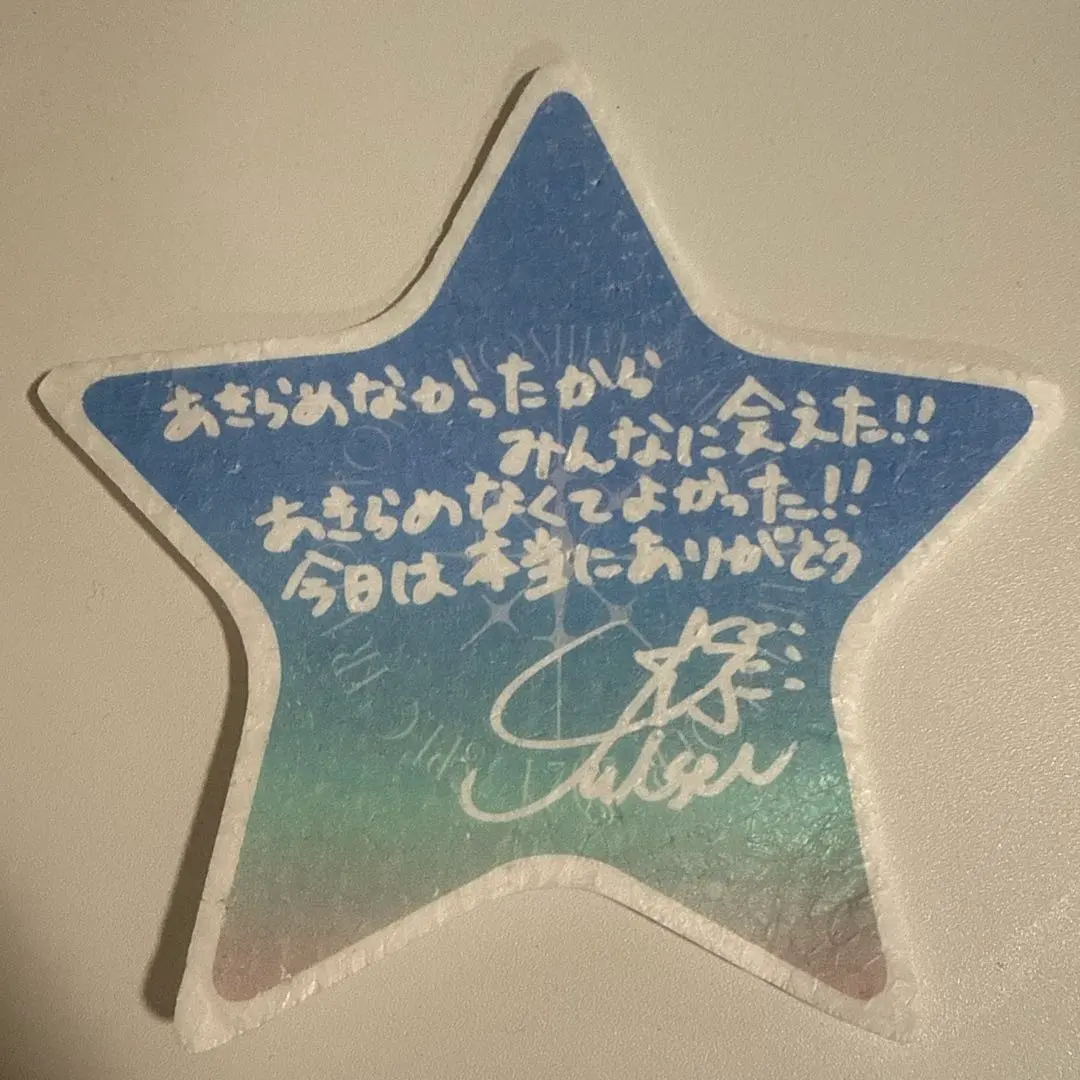 あきらめなかったから
みんなに会えた!!
あきらめなくてよかった!!
今日は本当にありがとう